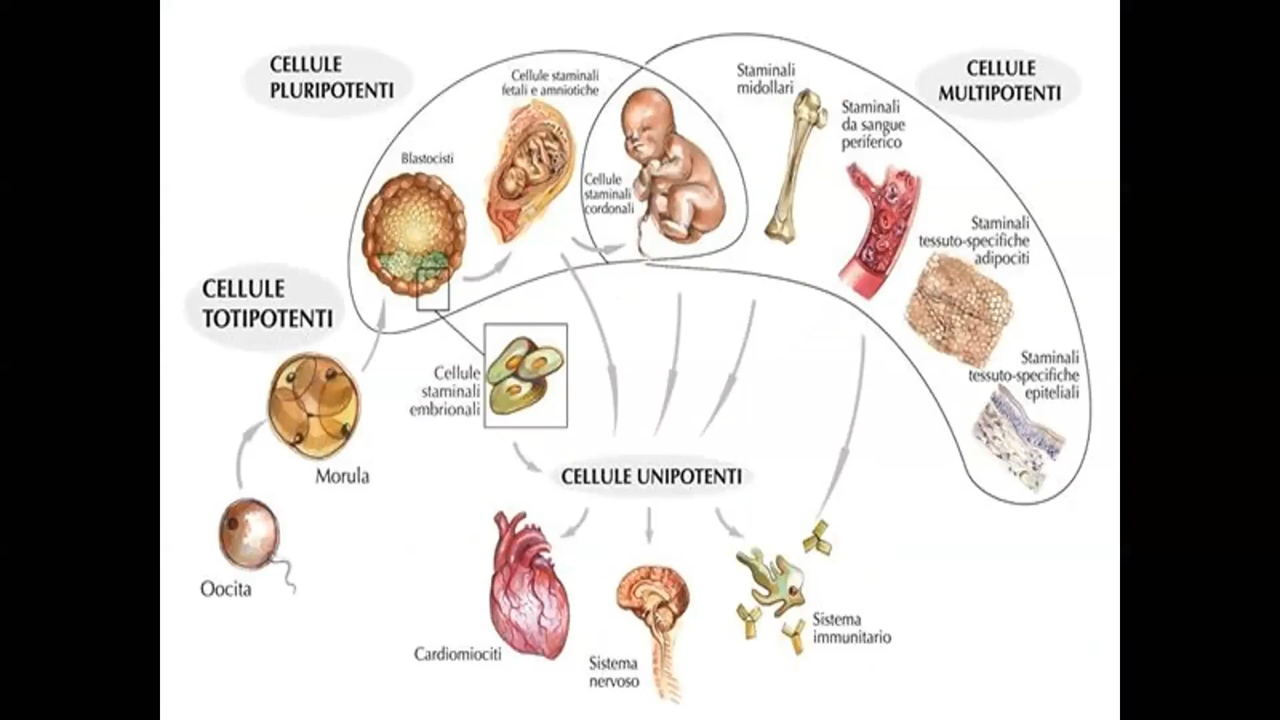 CELLULE
PLURIPOTENTI
Cellule staminali
fetali e amniotiche
Blastocisti
Cellule
staminali
cordonali
Staminali
midollari
CELLULE
MULTIPOTENTI
Staminali
da sangue
periferico
Staminali
tessuto-specifiche
adipociti
Staminali
tessuto-specifiche
epiteliali
CELLULE
TOTIPOTENTI
Cellule
staminali
embrionali
Morula
Oocita
CELLULE UNIPOTENTI
Cardiomiociti
Sistema
nervoso
Sistema
immunitario